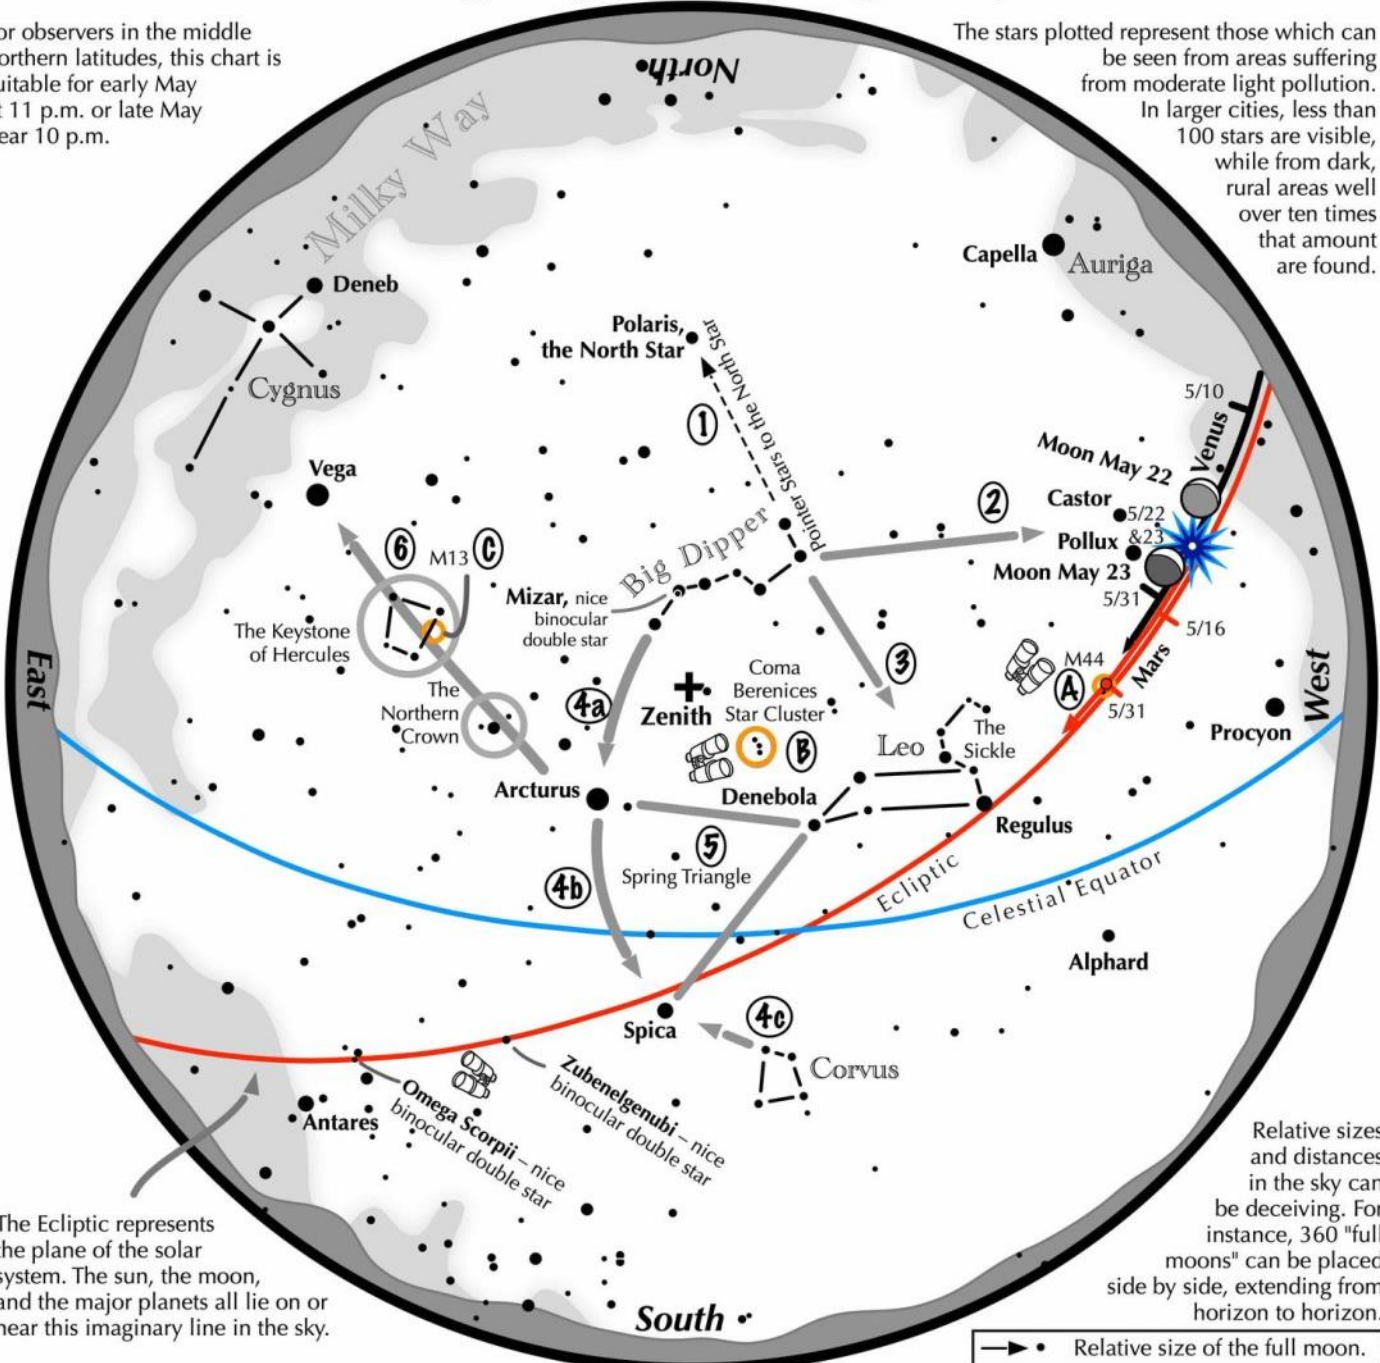 or observers in the middle
orthern latitudes, this chart is
uitable for early May
t 11 p.m. or late May
ear 10 p.m.
The stars plotted represent those which can
be seen from areas suffering
from moderate light pollution.
In larger cities, less than
100 stars are visible,
while from dark,
rural areas well
over ten times
that amount
are found.
North
Milky Way
Capella
Auriga
Deneb
Cygnus
Polaris,
the North Star
1
Pointer Stars to the North Star
5/10
Venus
Moon May 22
Castor
5/22
&23
Pollux
Moon May 23
5/31
5/16
Mars
2
Vega
6
M13
C
Big Dipper
Mizar, nice
binocular
double star
The Keystone
of Hercules
The
Northern
Crown
East
4a
Zenith
Coma
Berenices
Star Cluster
B
3
Leo
The
Sickle
M44
A
5/31
West
Procyon
Arcturus
Denebola
Regulus
5
Spring Triangle
4b
Ecliptic
Celestial Equator
Alphard
Spica
4c
Corvus
Zubenelgenubi – nice
binocular double star
Omega Scorpii – nice
binocular double star
Antares
The Ecliptic represents
the plane of the solar
system. The sun, the moon,
and the major planets all lie on or
near this imaginary line in the sky.
South
Relative sizes
and distances
in the sky can
be deceiving. For
instance, 360 "full
moons" can be placed
side by side, extending from
horizon to horizon.
Relative size of the full moon.